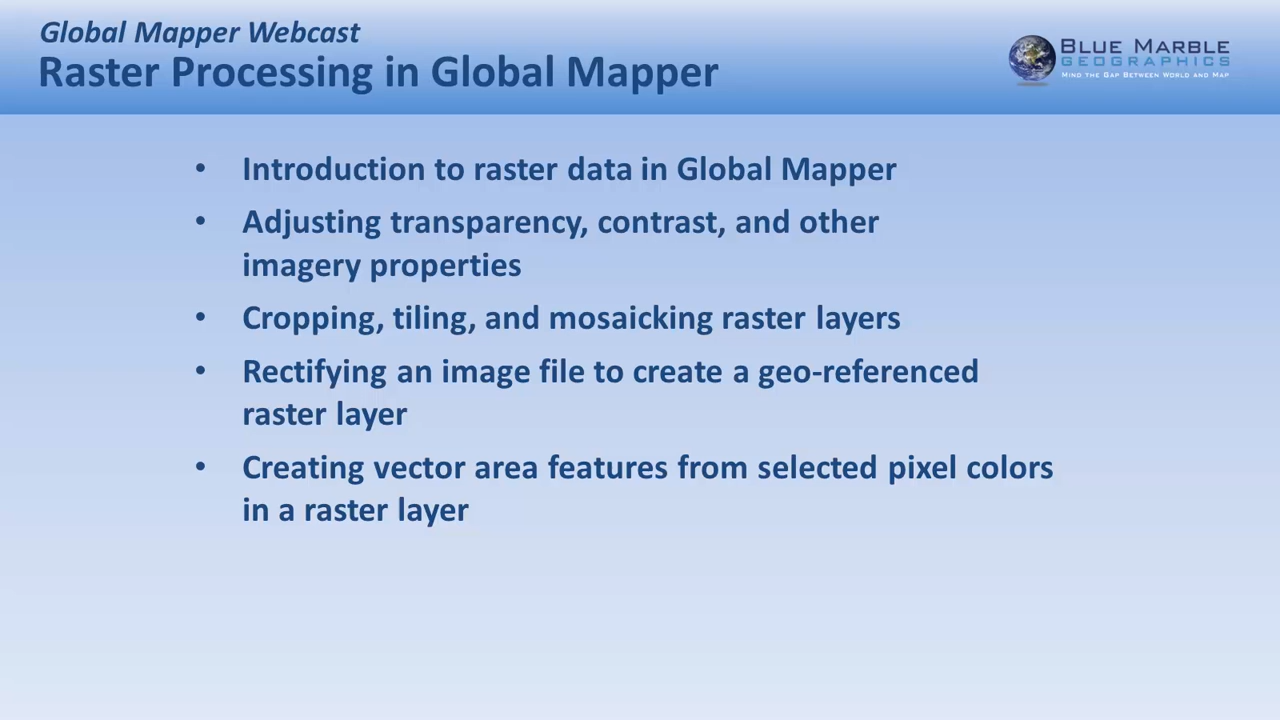 Global Mapper Webcast
Raster Processing in Global Mapper
BLUE MARBLE
GEOGRAPHICS
MIND THE GAP BETWEEN WORLD AND MAP
• Introduction to raster data in Global Mapper
• Adjusting transparency, contrast, and other
imagery properties
• Cropping, tiling, and mosaicking raster layers
• Rectifying an image file to create a geo-referenced
raster layer
• Creating vector area features from selected pixel colors
in a raster layer